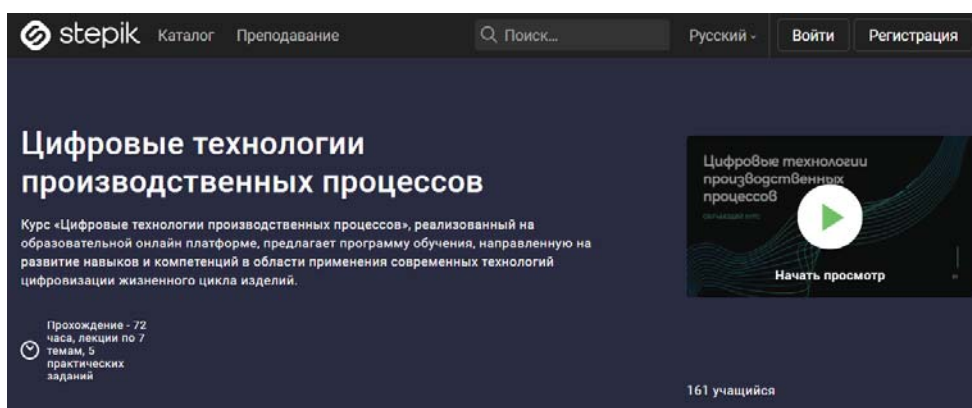 stepik Каталог Преподавание Поиск... Русский Войти Регистрация
Цифровые технологии
производственных процессов
Курс «Цифровые технологии производственных процессов», реализованный на
образовательной онлайн платформе, предлагает программу обучения, направленную на
развитие навыков и компетенций в области применения современных технологий
цифровизации жизненного цикла изделий.
Прохождение - 72
часа, лекции по 7
темам, 5
практических
заданий
Цифровые технологии
производственных
процессов
Начать просмотр
161 учащийся